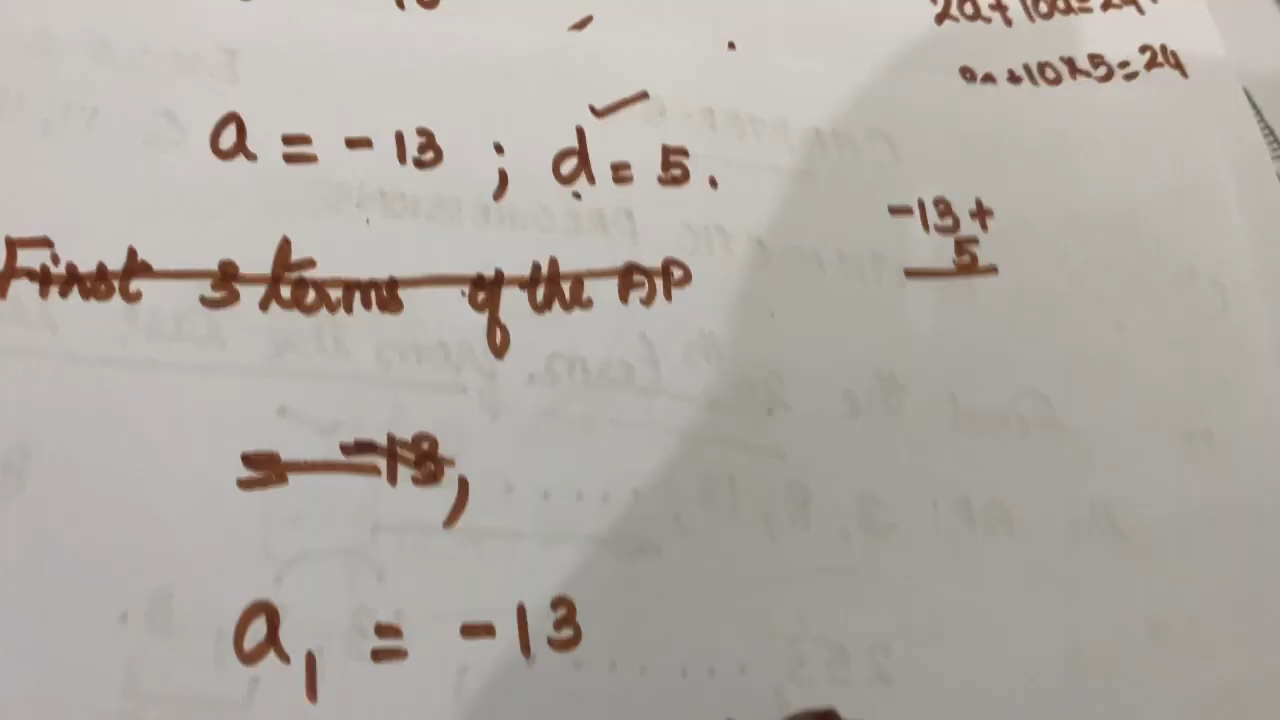 2a+10d=24
+10×5=24
a = -13 ; d = 5.
-13+
5
First 3 terms of the AP
= -13,
a₁ = -13